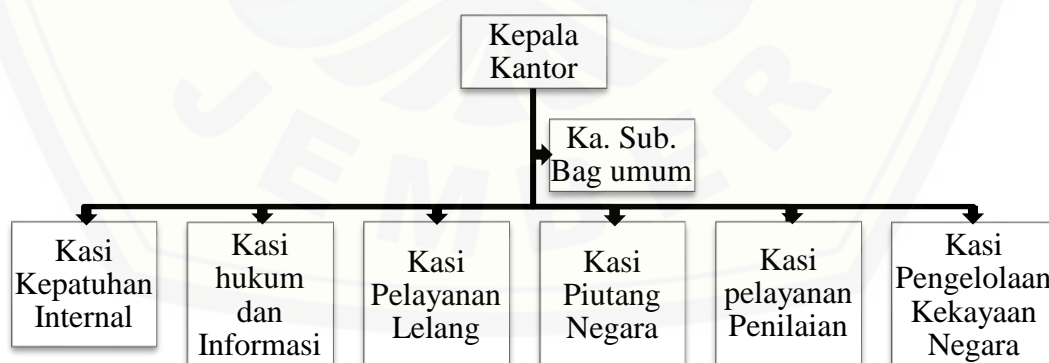 Kepala
Kantor
Ka. Sub.
Bag umum
Kasi
Kepatuhan
Internal
Kasi
hukum
dan
Informasi
Kasi
Pelayanan
Lelang
Kasi
Piutang
Negara
Kasi
pelayanan
Penilaian
Kasi
Pengelolaan
Kekayaan
Negara
JEMBER